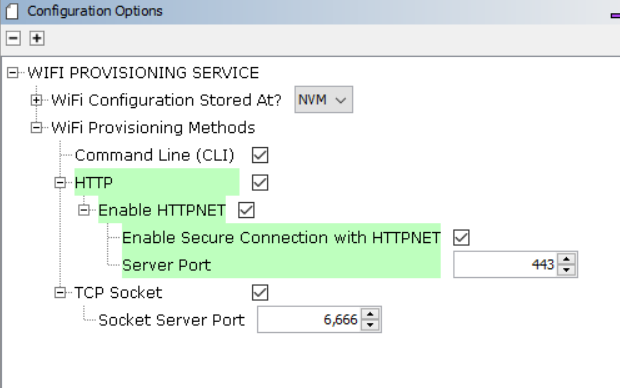 Configuration Options
WIFI PROVISIONING SERVICE
WiFi Configuration Stored At? NVM
WiFi Provisioning Methods
Command Line (CLI)
HTTP
Enable HTTPNET
Enable Secure Connection with HTTPNET
Server Port 443
TCP Socket
Socket Server Port 6,666